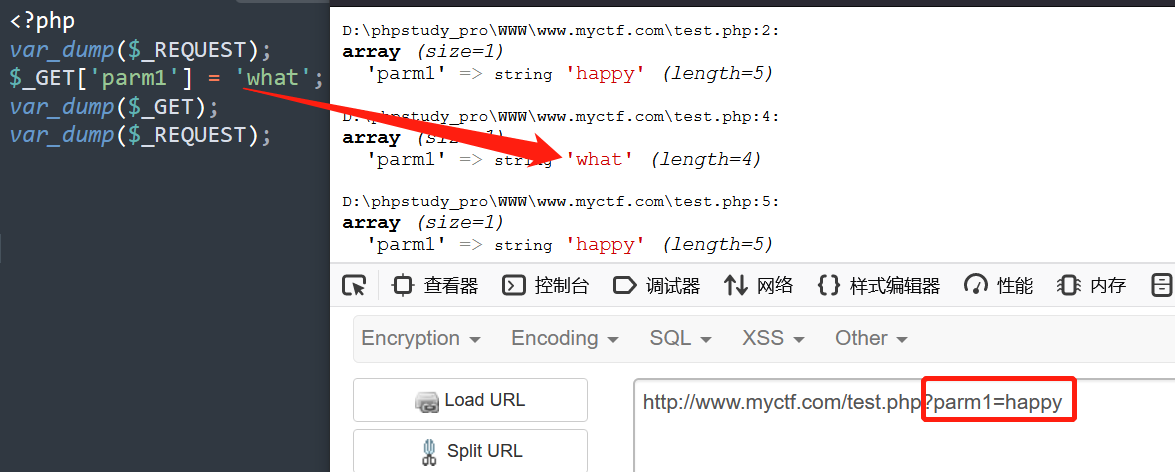 <?php
var_dump($_REQUEST);
$_GET['parm1'] = 'what';
var_dump($_GET);
var_dump($_REQUEST);
D:\phpstudy_pro\WWW\www.myctf.com\test.php:2:
array (size=1)
'parm1' => string 'happy' (length=5)
D:\phpstudy_pro\WWW\www.myctf.com\test.php:4:
array (size=1)
'parm1' => string 'what' (length=4)
D:\phpstudy_pro\WWW\www.myctf.com\test.php:5:
array (size=1)
'parm1' => string 'happy' (length=5)
查看器 控制台 调试器 网络 样式编辑器 性能 内存
Encryption Encoding SQL XSS Other
Load URL
http://www.myctf.com/test.php?parm1=happy
Split URL